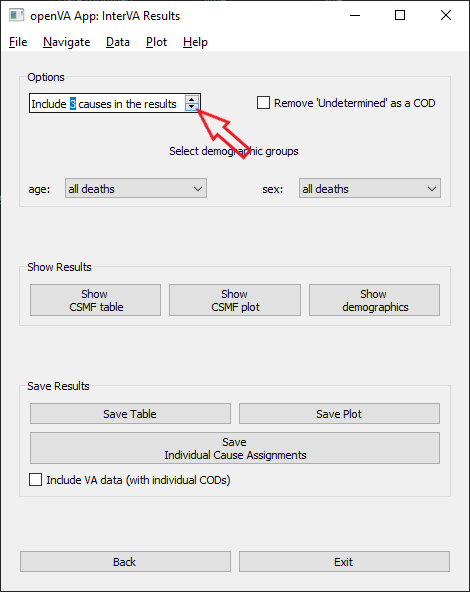 openVA App: InterVA Results
File Navigate Data Plot Help
Options
Include 3 causes in the results
Remove 'Undetermined' as a COD
Select demographic groups
age: all deaths sex: all deaths
Show Results
Show
CSMF table
Show
CSMF plot
Show
demographics
Save Results
Save Table
Save Plot
Save
Individual Cause Assignments
Include VA data (with individual CODs)
Back
Exit